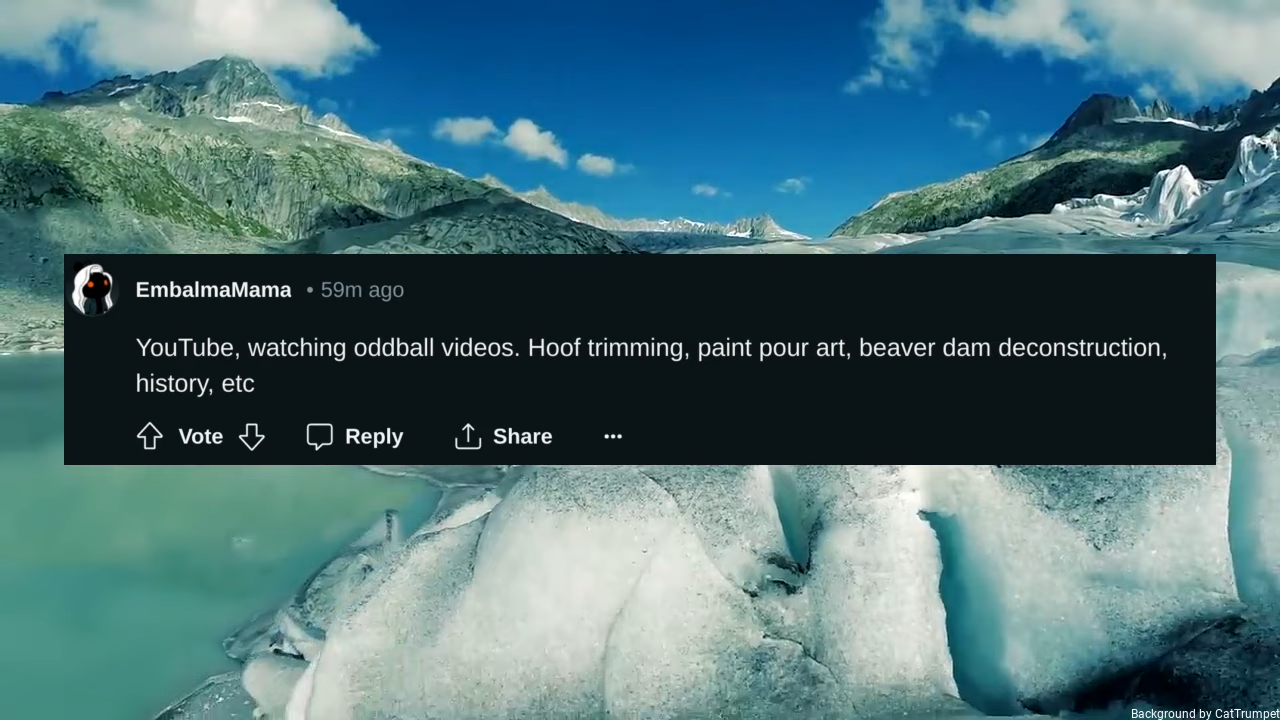 EmbalmaMama • 59m ago
YouTube, watching oddball videos. Hoof trimming, paint pour art, beaver dam deconstruction,
history, etc
Vote Reply Share ...
Background by CatTrumpet